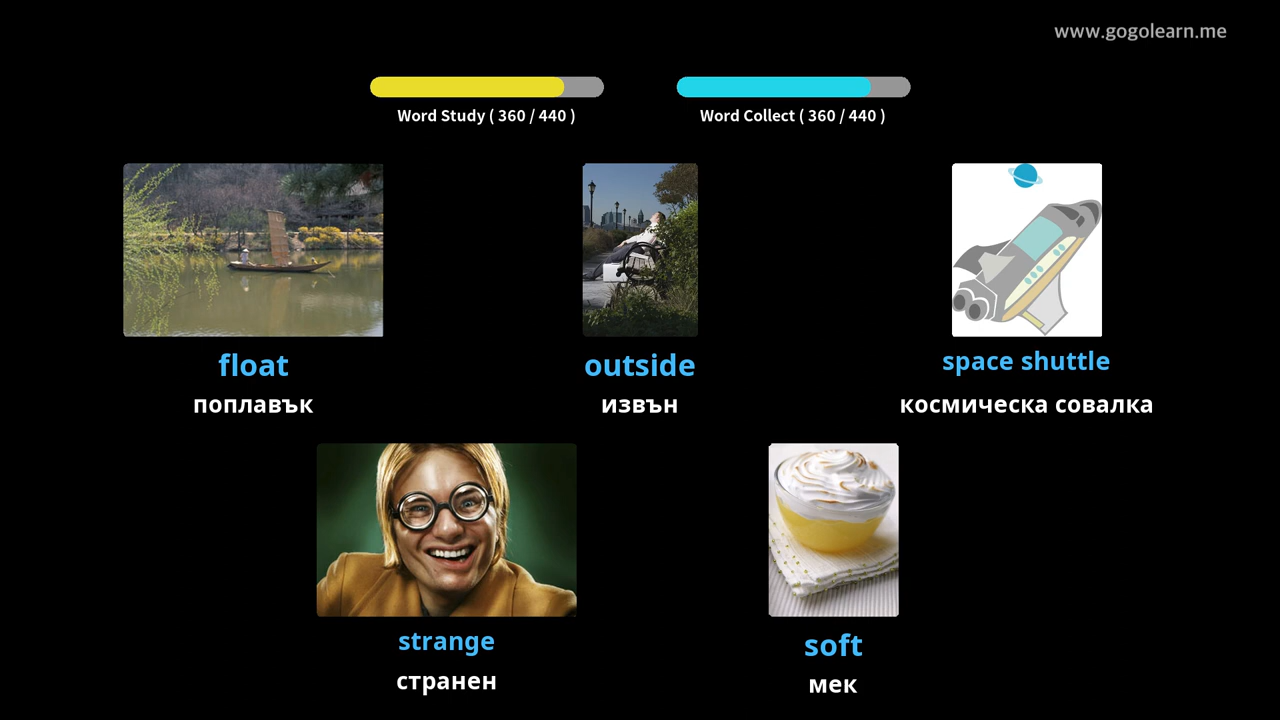 www.gogolearn.me
Word Study ( 360 / 440 )
Word Collect ( 360 / 440 )
float
поплавък
outside
извън
space shuttle
космическа совалка
strange
странен
soft
мек